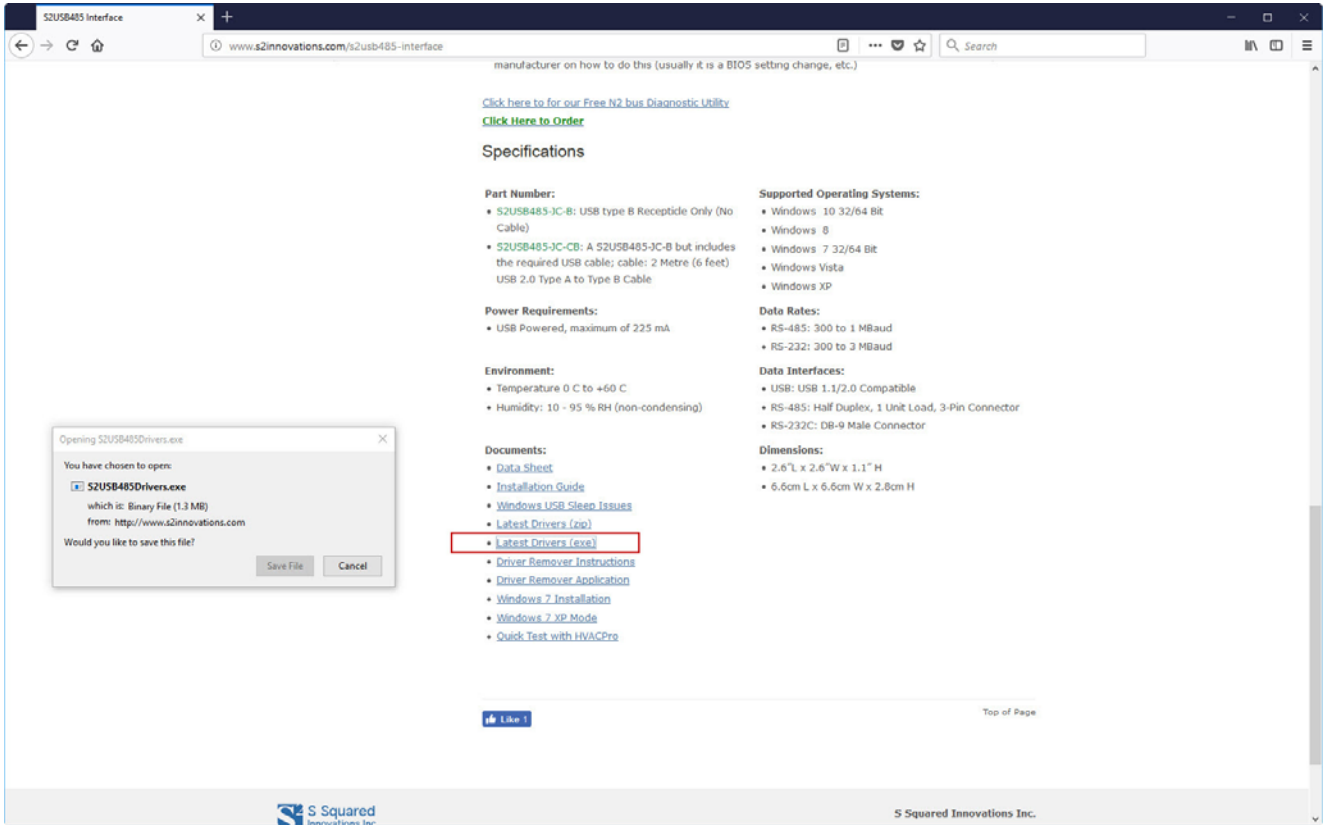 S2USB485 Interface
www.s2innovations.com/s2usb485-interface
Search
manufacturer on how to do this (usually it is a BIOS setting change, etc.)
Click here to for our Free N2 bus Diagnostic Utility
Click Here to Order
Specifications
Part Number:
S2USB485-JC-B: USB type B Recepticle Only (No
Cable)
S2USB485-JC-CB: A S2USB485-JC-B but includes
the required USB cable; cable: 2 Metre (6 feet)
USB 2.0 Type A to Type B Cable
Supported Operating Systems:
Windows 10 32/64 Bit
Windows 8
Windows 7 32/64 Bit
Windows Vista
Windows XP
Power Requirements:
USB Powered, maximum of 225 mA
Data Rates:
RS-485: 300 to 1 MBaud
RS-232: 300 to 3 MBaud
Environment:
Temperature 0 C to +60 C
Humidity: 10 - 95 % RH (non-condensing)
Data Interfaces:
USB: USB 1.1/2.0 Compatible
RS-485: Half Duplex, 1 Unit Load, 3-Pin Connector
RS-232C: DB-9 Male Connector
Documents:
Data Sheet
Installation Guide
Windows USB Sleep Issues
Latest Drivers (zip)
Latest Drivers (exe)
Driver Remover Instructions
Driver Remover Application
Windows 7 Installation
Windows 7 XP Mode
Quick Test with HVACPro
Dimensions:
2.6"L x 2.6"W x 1.1" H
6.6cm L x 6.6cm W x 2.8cm H
Opening S2USB485Drivers.exe
You have chosen to open:
S2USB485Drivers.exe
which is: Binary File (1.3 MB)
from: http://www.s2innovations.com
Would you like to save this file?
Save File
Cancel
Like 1
Top of Page
S2 S Squared
Innovations Inc.
S Squared Innovations Inc.